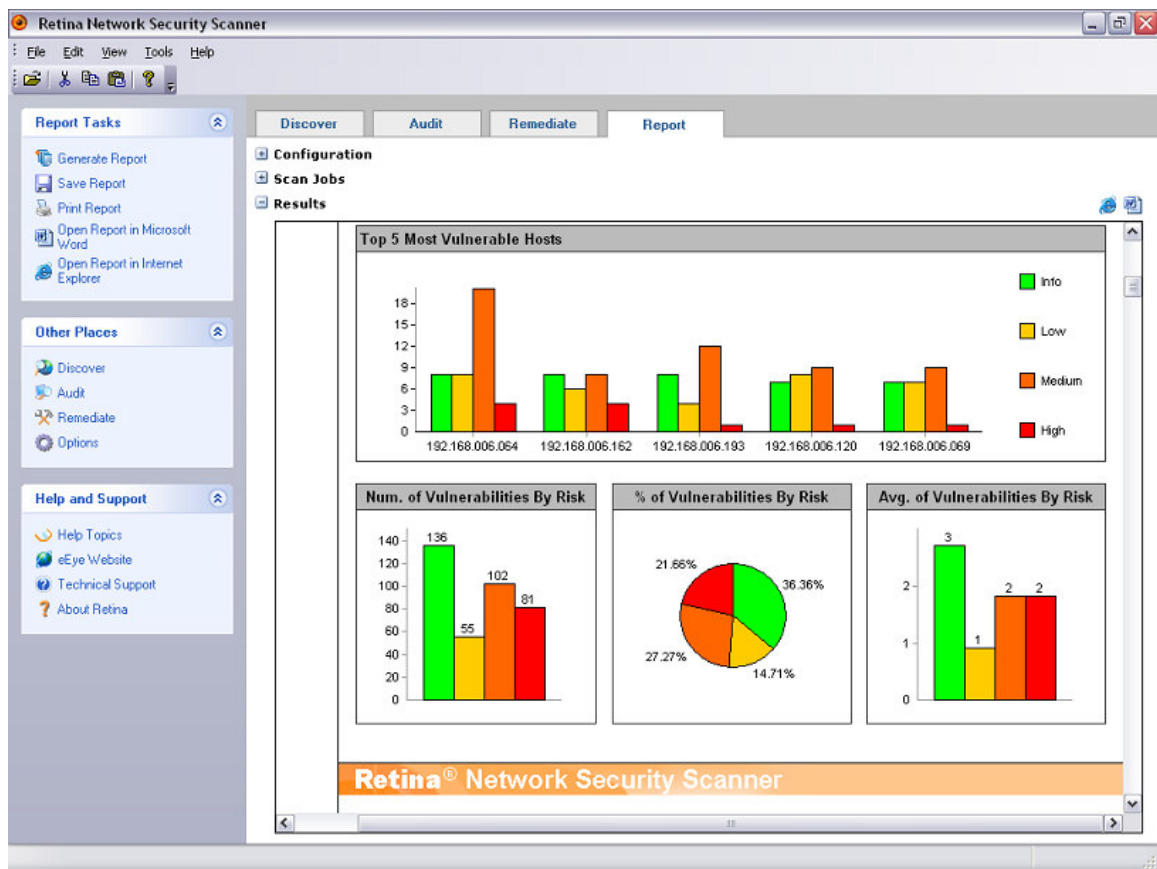 Retina Network Security Scanner
File Edit View Tools Help
Report Tasks
Generate Report
Save Report
Print Report
Open Report in Microsoft
Word
Open Report in Internet
Explorer
Other Places
Discover
Audit
Remediate
Options
Help and Support
Help Topics
eEye Website
Technical Support
About Retina
Discover Audit Remediate Report
Configuration
Scan Jobs
Results
Top 5 Most Vulnerable Hosts
18
15
12
9
6
3
0
192.168.006.064 192.168.006.162 192.168.006.193 192.168.006.120 192.168.006.069
Info
Low
Medium
High
Num. of Vulnerabilities By Risk
140
120
100
80
60
40
20
0
136
55
102
81
% of Vulnerabilities By Risk
21.66%
36.36%
27.27%
14.71%
Avg. of Vulnerabilities By Risk
2
1
0
3
1
2
2
Retina® Network Security Scanner